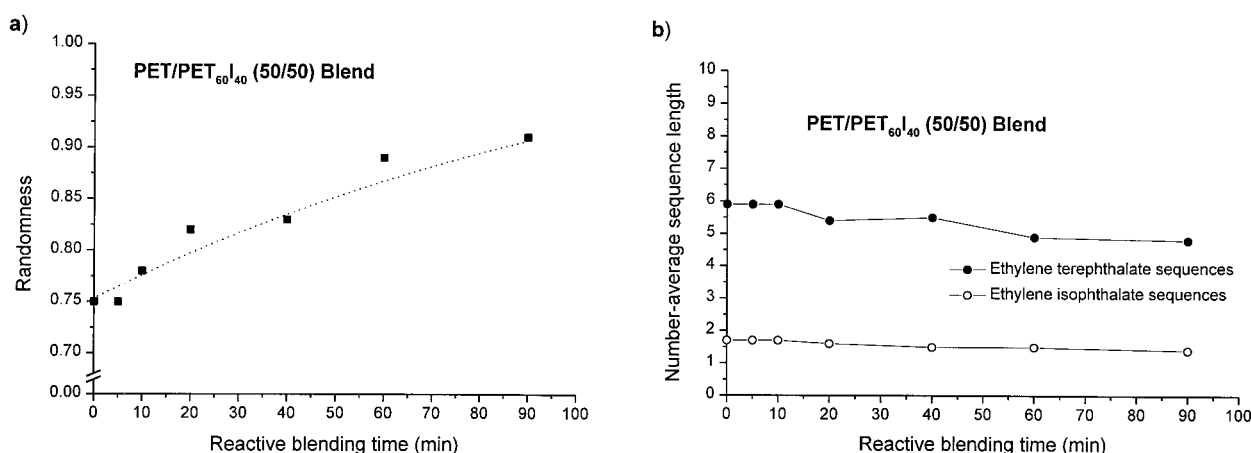 a)
PET/PET60I40 (50/50) Blend
Randomness
1.00
0.95
0.90
0.85
0.80
0.75
0.70
0.00
0 10 20 30 40 50 60 70 80 90 100
Reactive blending time (min)
b)
PET/PET60I40 (50/50) Blend
Number-average sequence length
10
9
8
7
6
5
4
3
2
1
0
Ethylene terephthalate sequences
Ethylene isophthalate sequences
0 10 20 30 40 50 60 70 80 90 100
Reactive blending time (min)